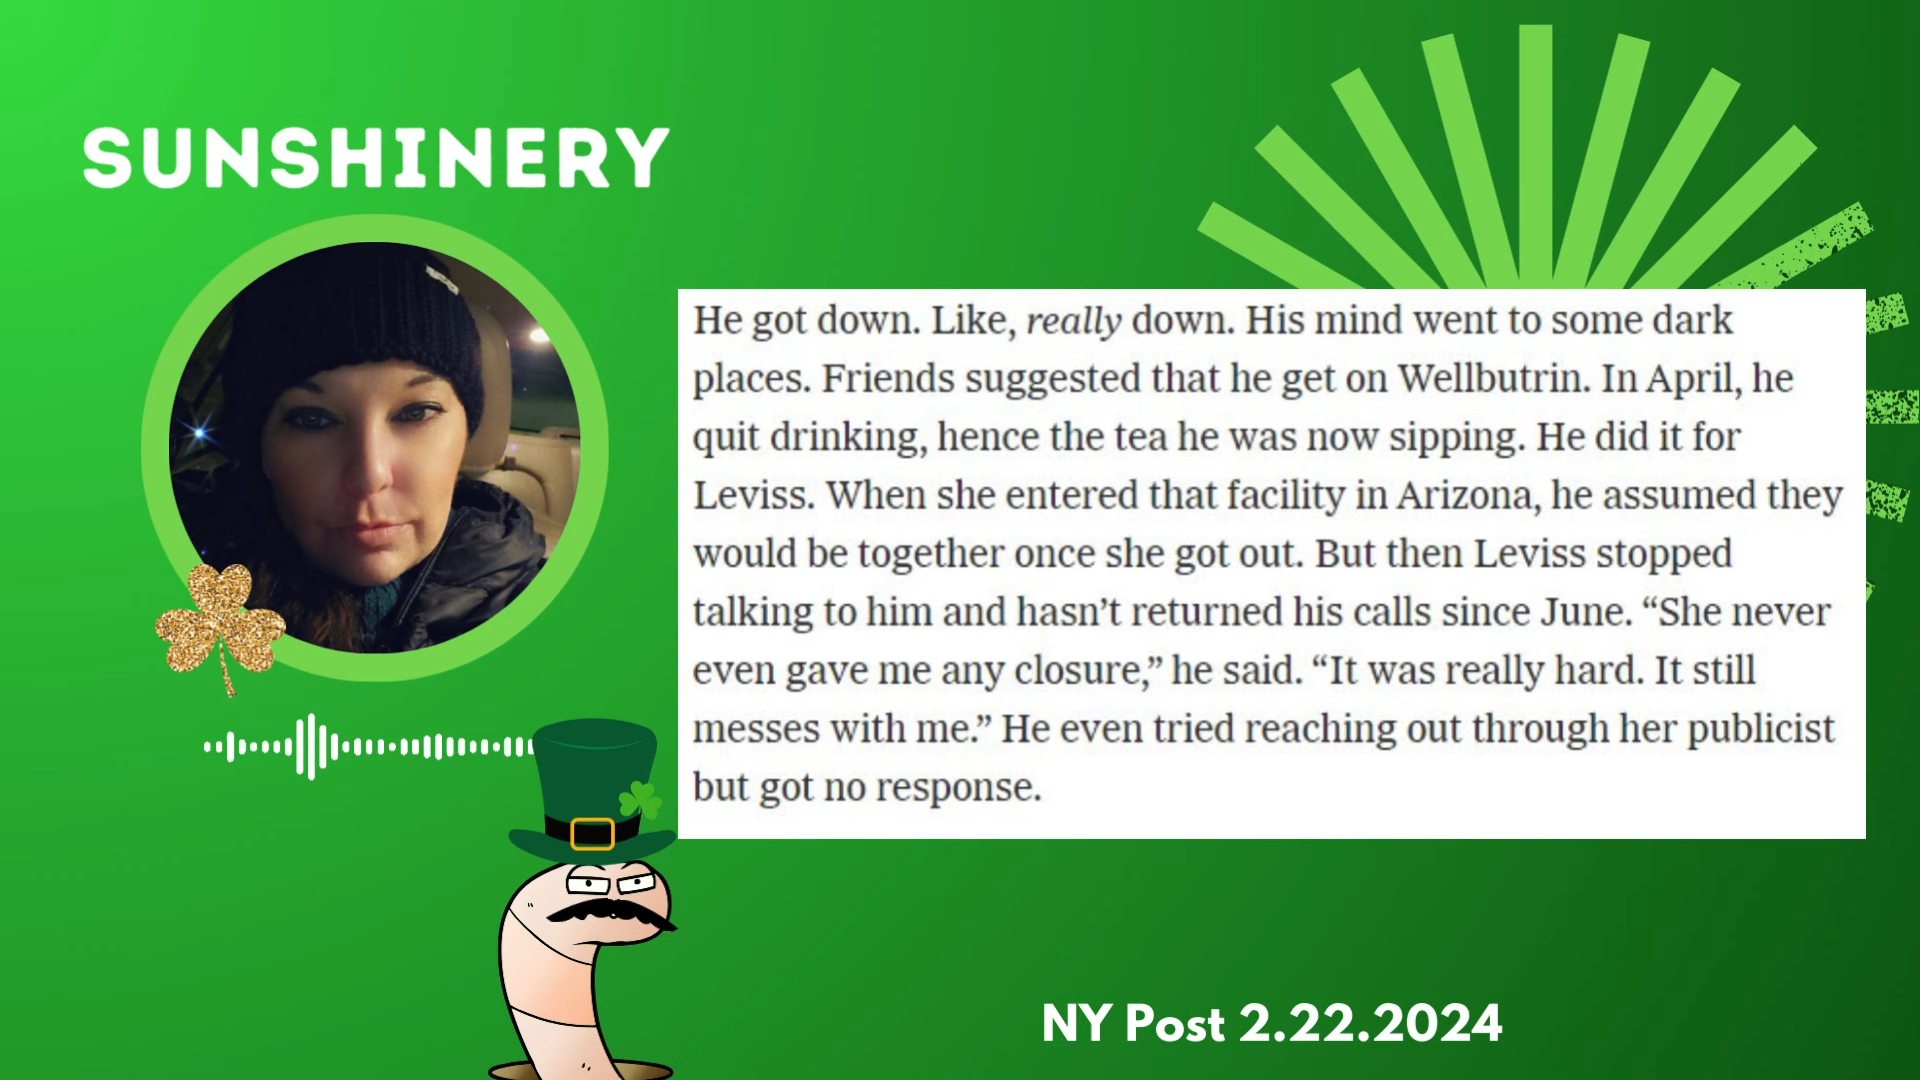 SUNSHINERY
He got down. Like, really down. His mind went to some dark
places. Friends suggested that he get on Wellbutrin. In April, he
quit drinking, hence the tea he was now sipping. He did it for
Leviss. When she entered that facility in Arizona, he assumed they
would be together once she got out. But then Leviss stopped
talking to him and hasn’t returned his calls since June. “She never
even gave me any closure,” he said. “It was really hard. It still
messes with me.” He even tried reaching out through her publicist
but got no response.
NY Post 2.22.2024